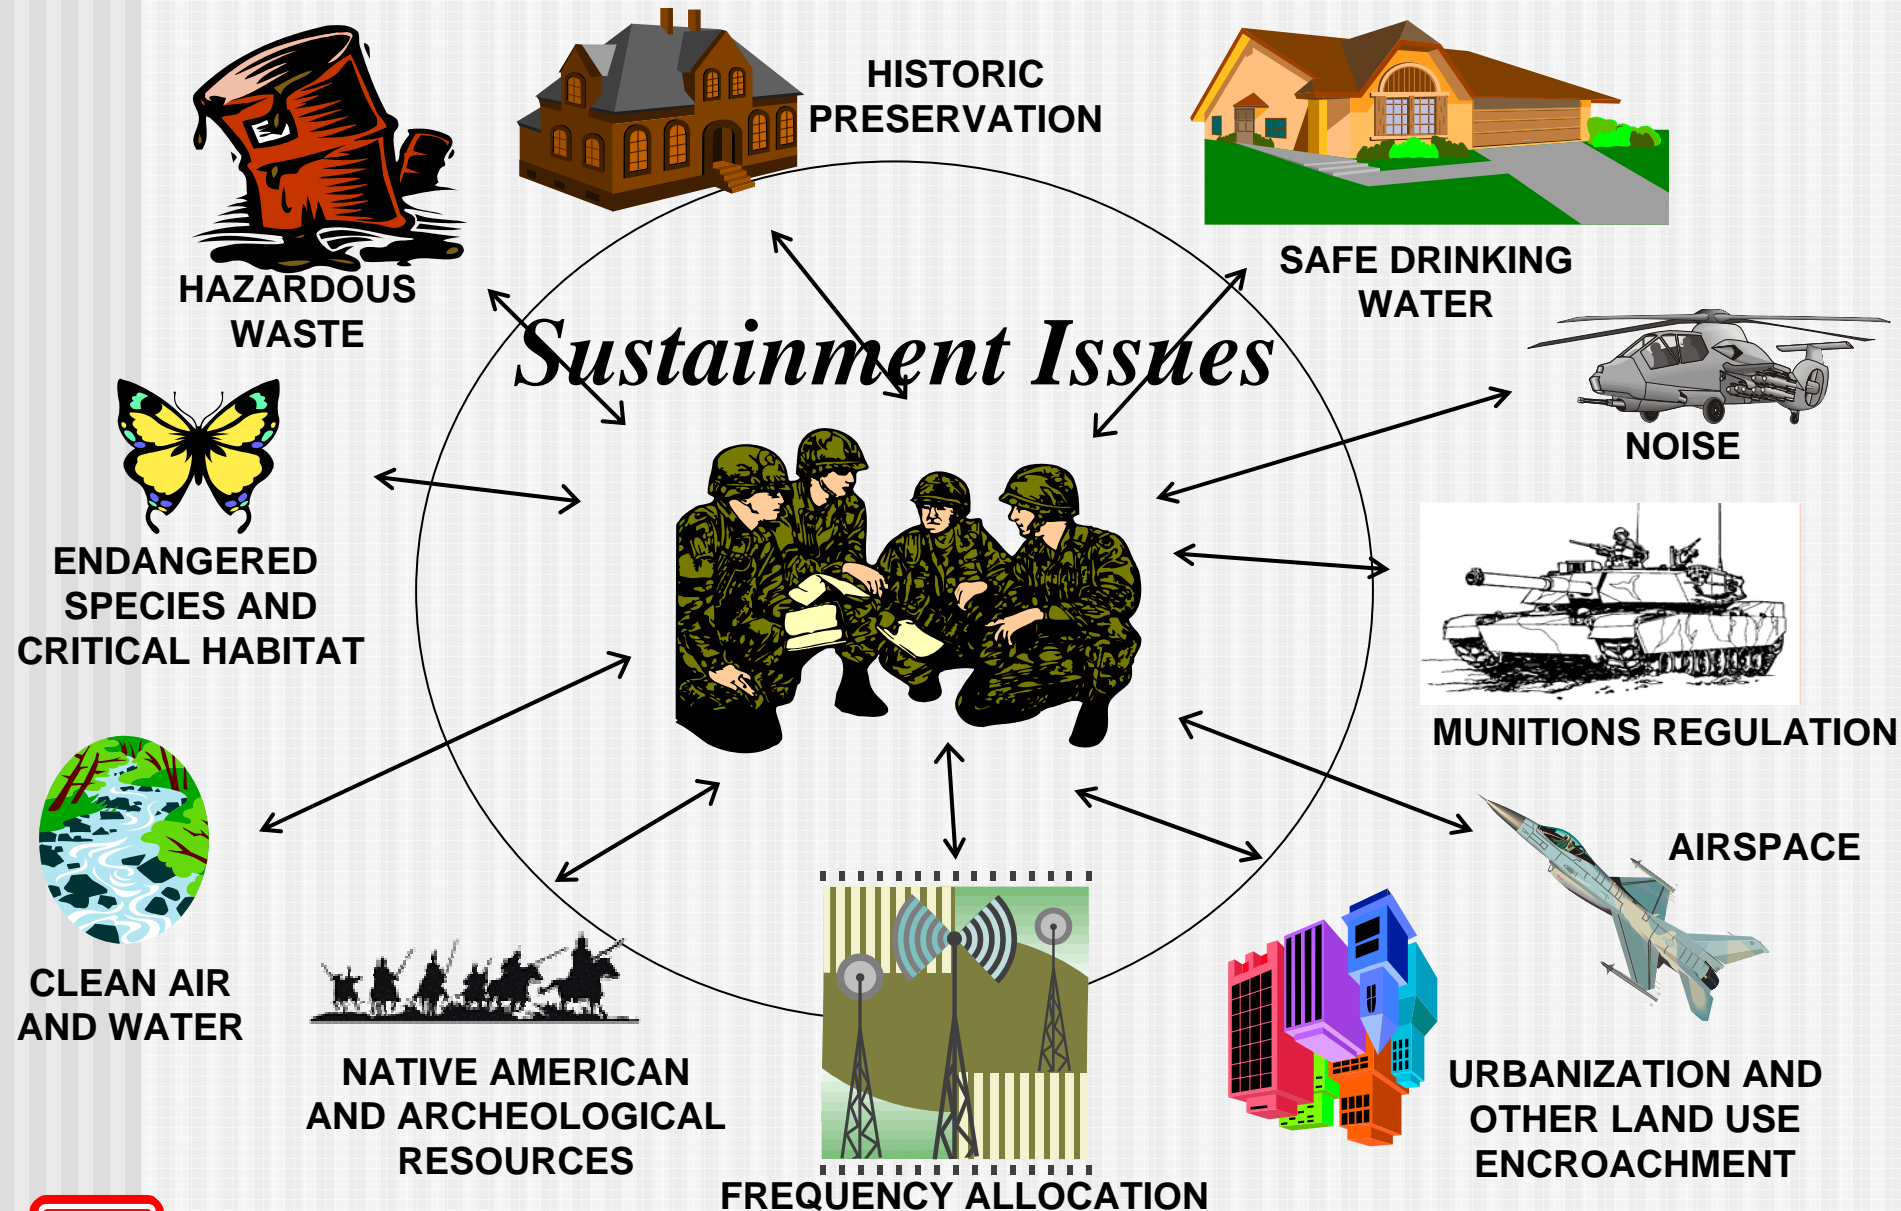 HISTORIC
PRESERVATION
SAFE DRINKING
WATER
HAZARDOUS
WASTE
Sustainment Issues
NOISE
ENDANGERED
SPECIES AND
CRITICAL HABITAT
MUNITIONS REGULATION
AIRSPACE
CLEAN AIR
AND WATER
NATIVE AMERICAN
AND ARCHEOLOGICAL
RESOURCES
URBANIZATION AND
OTHER LAND USE
ENCROACHMENT
FREQUENCY ALLOCATION